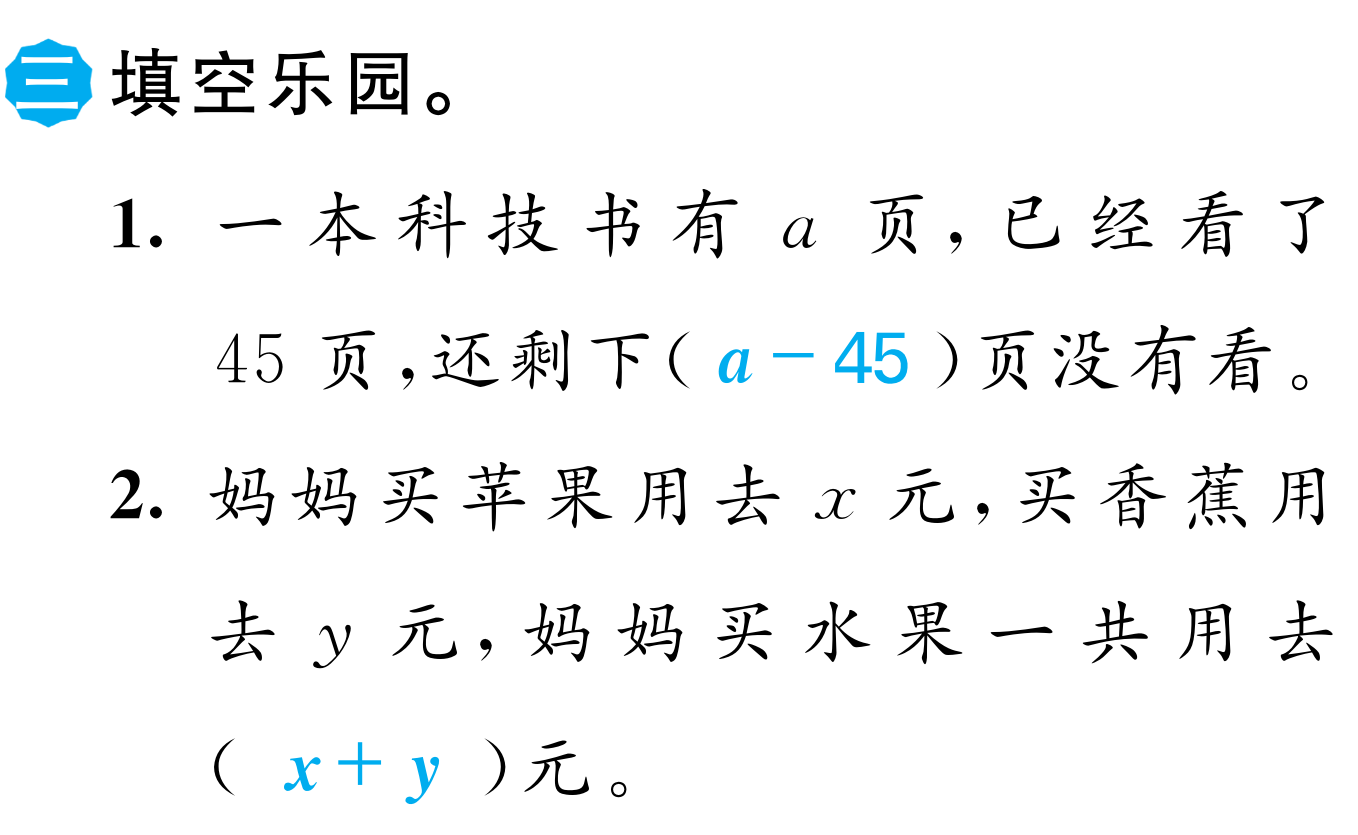 三 填空乐园。
1. 一本科技书有 a 页,已经看了
45 页,还剩下( a－45 )页没有看。
2. 妈妈买苹果用去 x 元,买香蕉用
去 y 元,妈妈买水果一共用去
( x＋y )元。